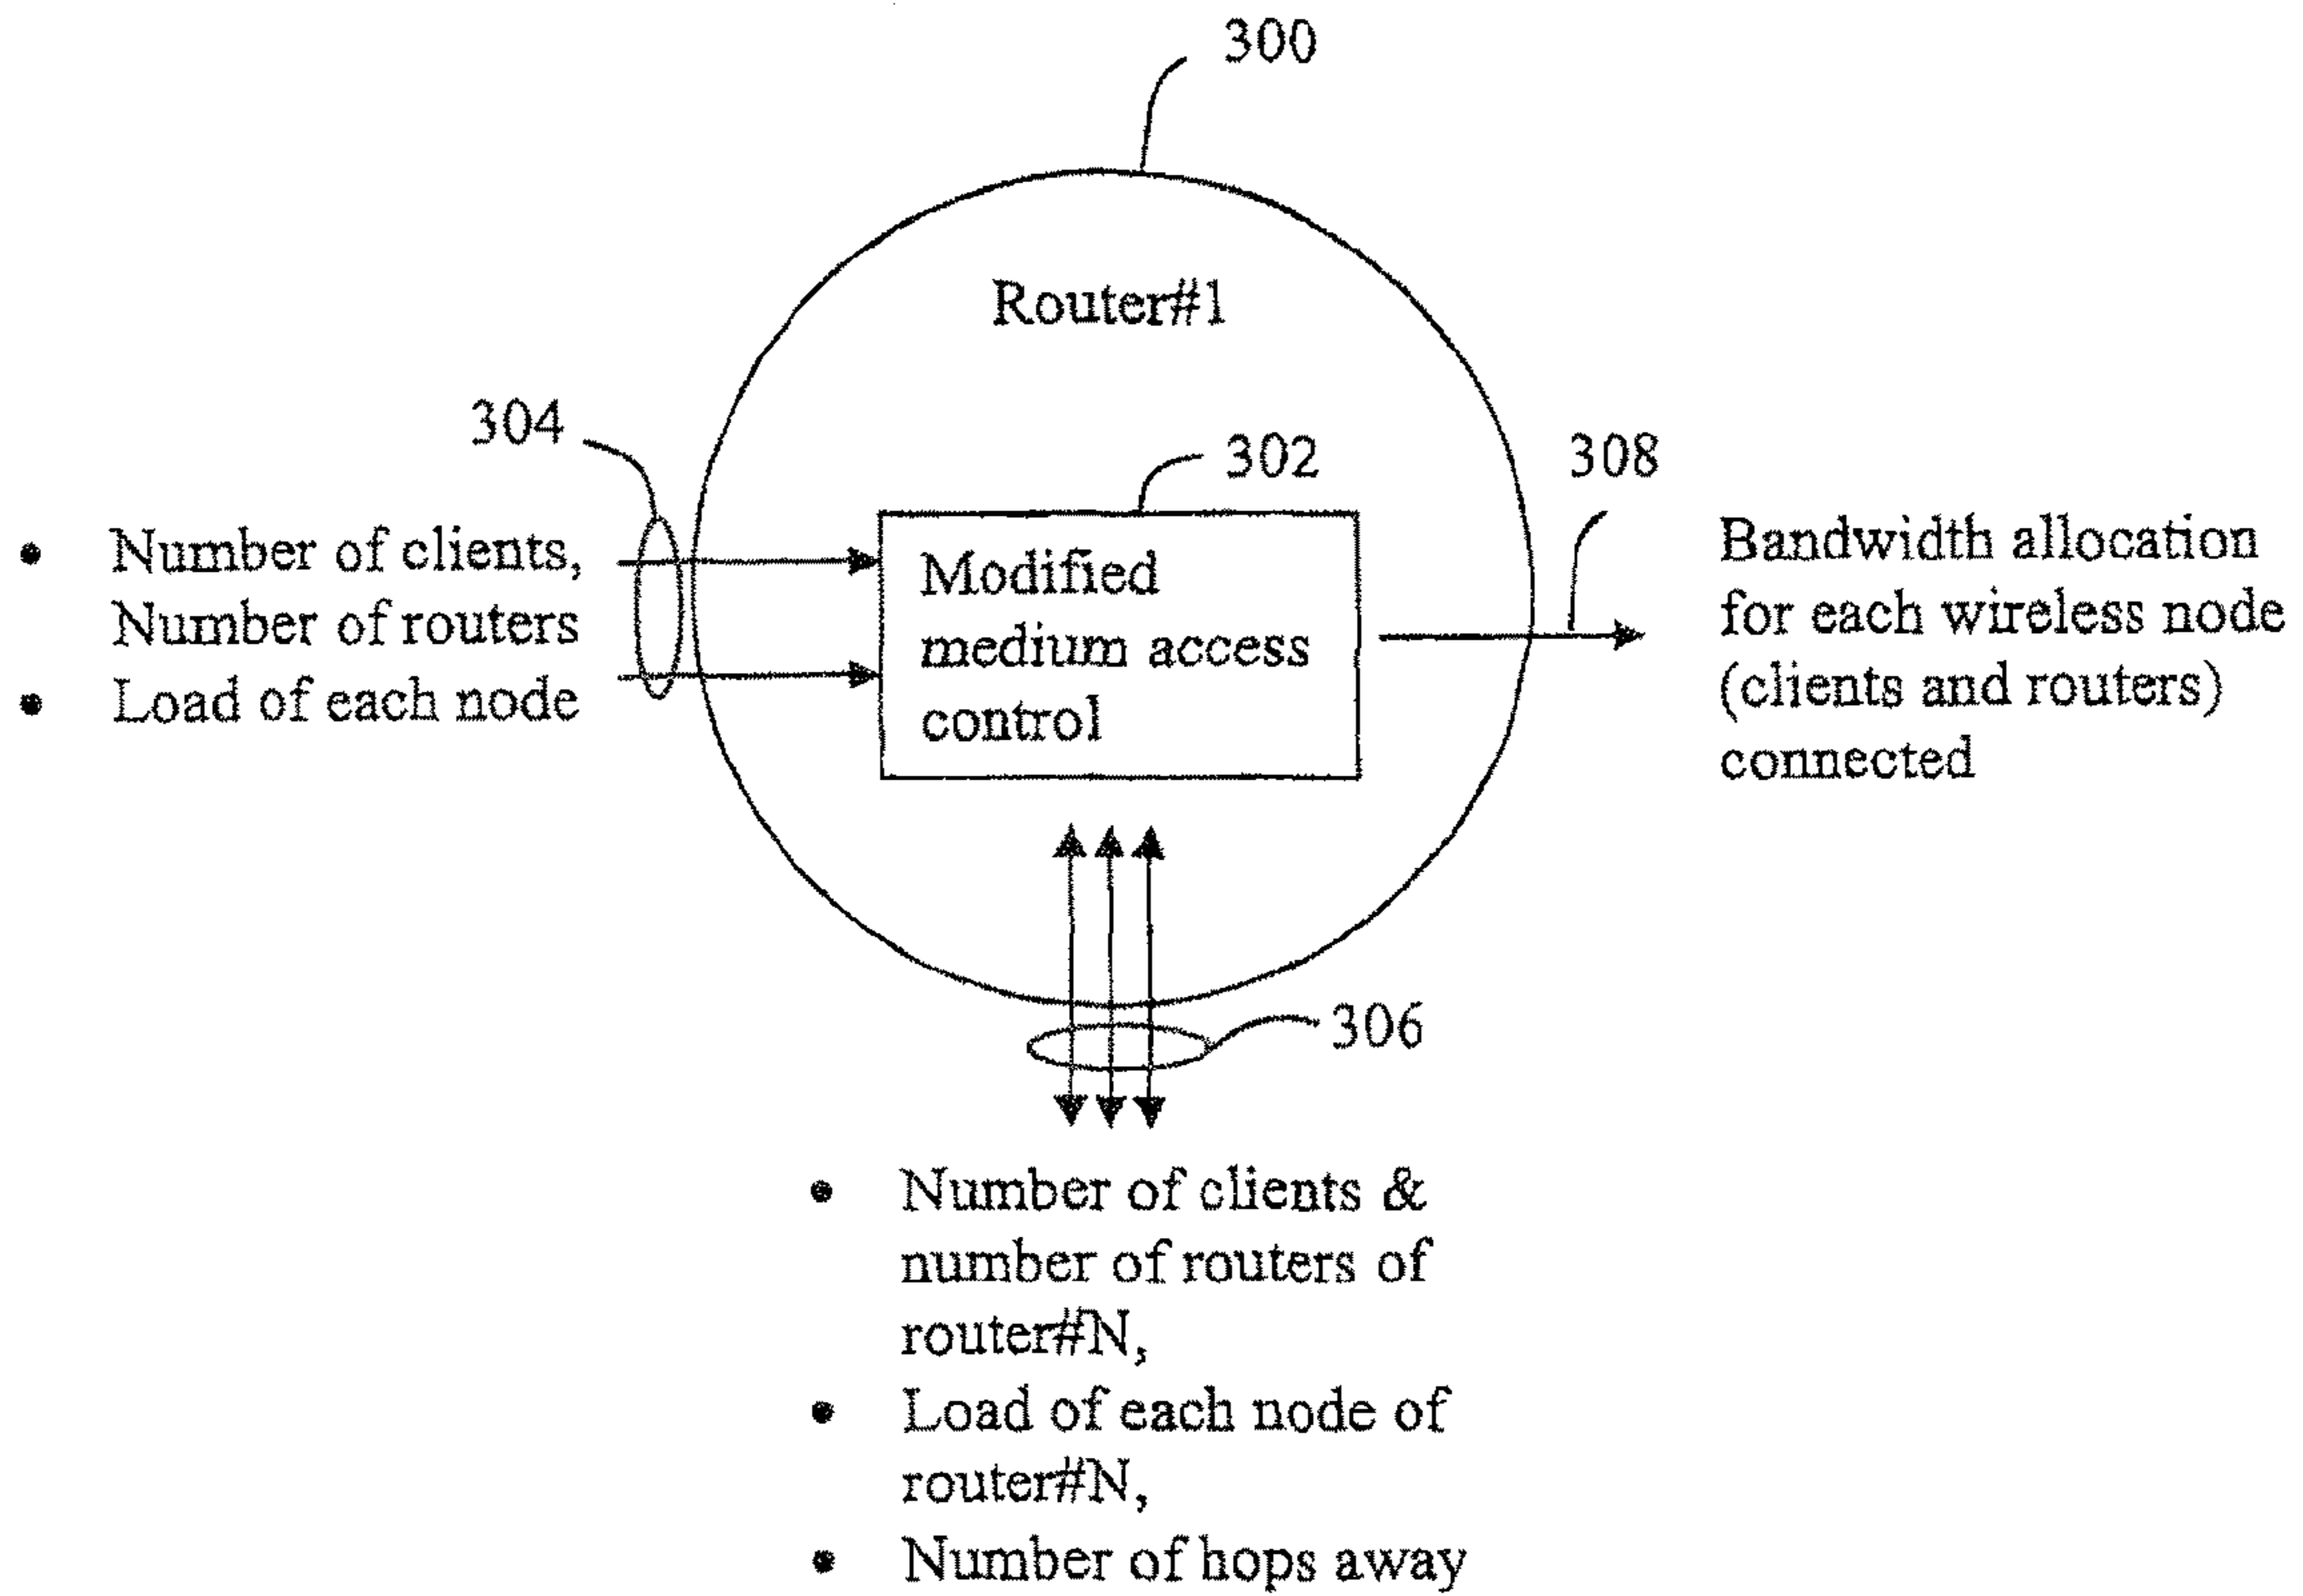 300
Router#1
304
302
308
• Number of clients,
Number of routers
• Load of each node
Modified
medium access
control
Bandwidth allocation
for each wireless node
(clients and routers)
connected
306
• Number of clients &
number of routers of
router#N,
• Load of each node of
router#N,
• Number of hops away